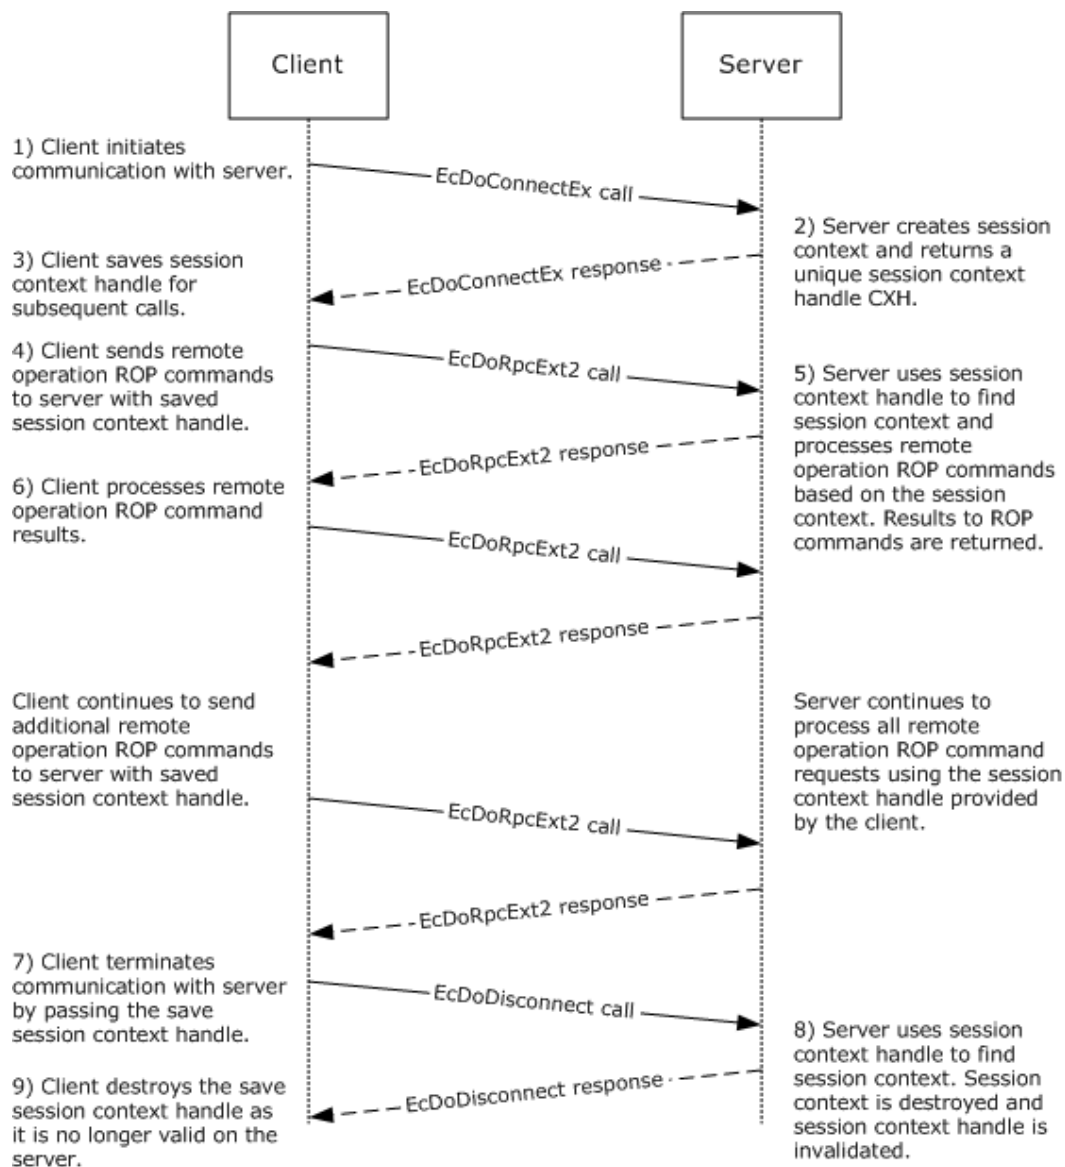 Client
Server
1) Client initiates
communication with server.
EcDoConnectEx call
2) Server creates session
context and returns a
unique session context
handle CXH.
EcDoConnectEx response
3) Client saves session
context handle for
subsequent calls.
4) Client sends remote
operation ROP commands
to server with saved
session context handle.
EcDoRpcExt2 call
5) Server uses session
context handle to find
session context and
processes remote
operation ROP commands
based on the session
context. Results to ROP
commands are returned.
EcDoRpcExt2 response
6) Client processes remote
operation ROP command
results.
EcDoRpcExt2 call
EcDoRpcExt2 response
Client continues to send
additional remote
operation ROP commands
to server with saved
session context handle.
Server continues to
process all remote
operation ROP command
requests using the session
context handle provided
by the client.
EcDoRpcExt2 call
EcDoRpcExt2 response
7) Client terminates
communication with server
by passing the save
session context handle.
EcDoDisconnect call
8) Server uses session
context handle to find
session context. Session
context is destroyed and
session context handle is
invalidated.
EcDoDisconnect response
9) Client destroys the save
session context handle as
it is no longer valid on the
server.